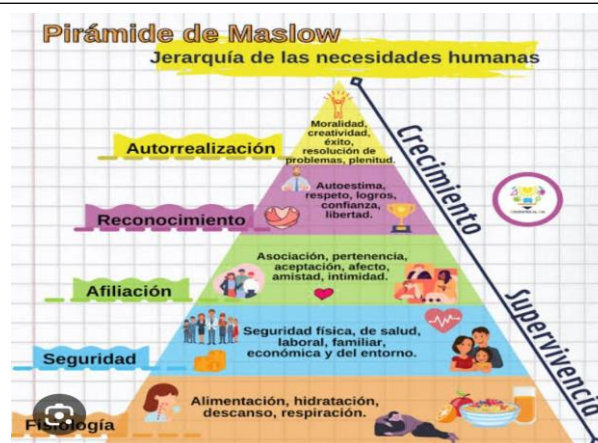 Pirámide de Maslow
Jerarquía de las necesidades humanas
Autorrealización
Moralidad,
creatividad,
éxito,
resolución de
problemas, plenitud.
Crecimiento
Reconocimiento
Autoestima,
respeto, logros,
confianza,
libertad.
Afiliación
Asociación, pertenencia,
aceptación, afecto,
amistad, intimidad.
Supervivencia
Seguridad
Seguridad física, de salud,
laboral, familiar,
económica y del entorno.
Fisiología
Alimentación, hidratación,
descanso, respiración.